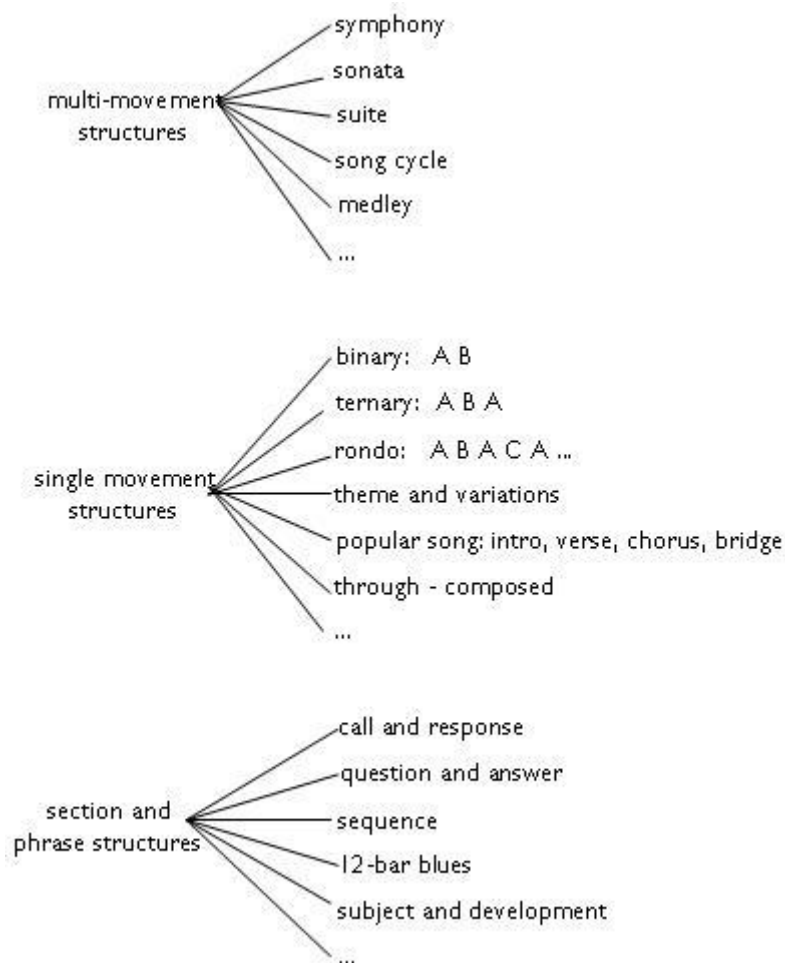 symphony
sonata
multi-movement
structures
suite
song cycle
medley
...
binary: A B
ternary: A B A
rondo: A B A C A ...
single movement
structures
theme and variations
popular song: intro, verse, chorus, bridge
through - composed
...
call and response
question and answer
section and
phrase structures
sequence
12-bar blues
subject and development
...